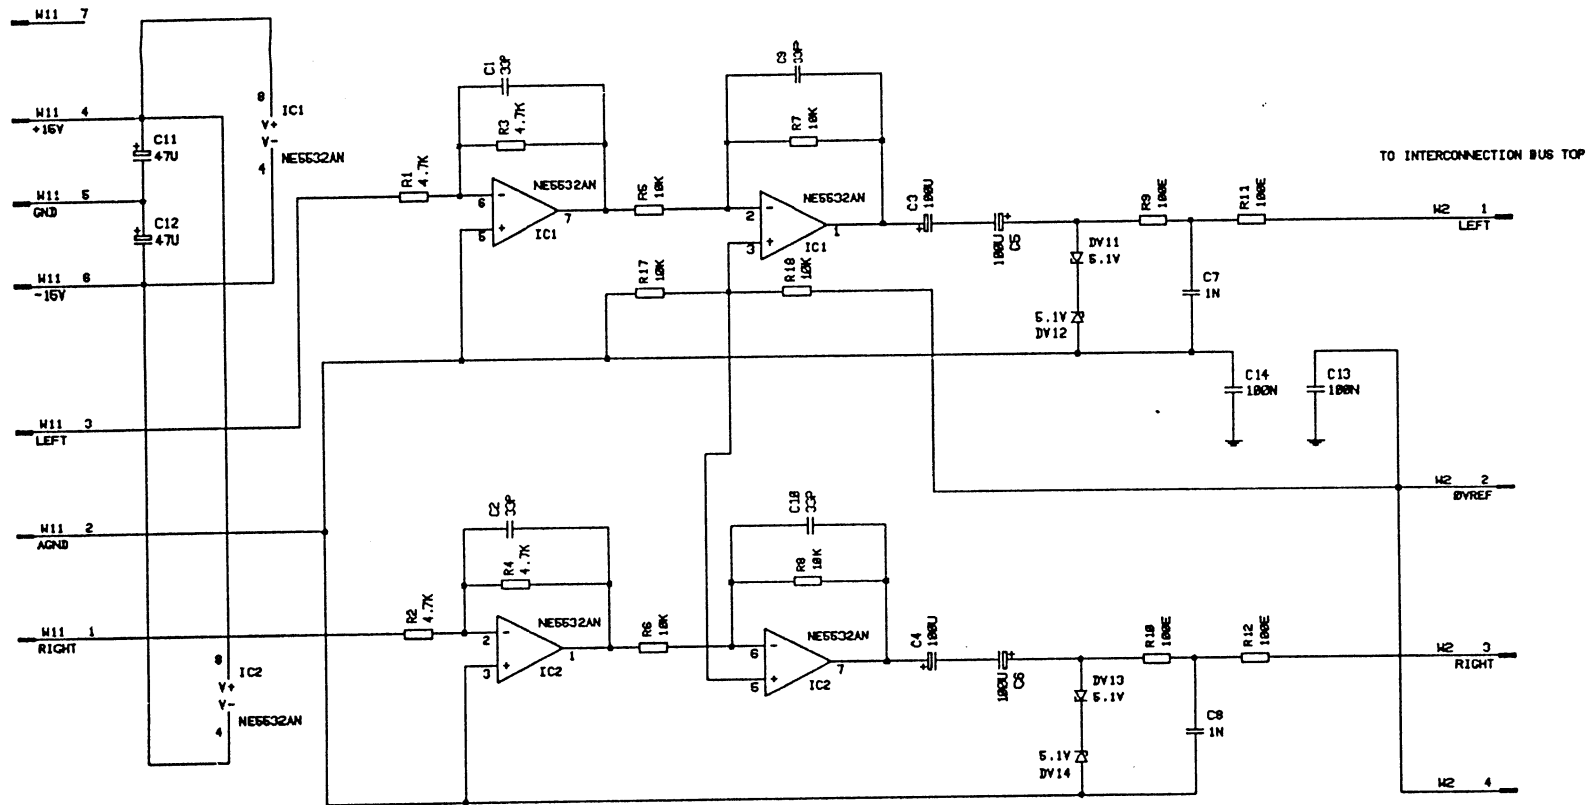 W11 7
W11 4
+15V
C11
47U
W11 5
GND
C12
47U
W11 6
-15V
8
V+
V-
4
IC1
NE5532AN
C1
33P
R3
4.7K
R1
4.7K
6
-
5
+
NE5532AN
7
IC1
R5
10K
C9
33P
R7
10K
2
-
3
+
NE5532AN
1
IC1
R17
10K
R18
10K
C3
100U
+
+
100U
C5
DV11
5.1V
5.1V
DV12
R9
100E
R11
100E
C7
1N
TO INTERCONNECTION BUS TOP
W2 1
LEFT
C14
100N
C13
100N
W11 3
LEFT
W2 2
0VREF
W11 2
AGND
C2
33P
R4
4.7K
R2
4.7K
2
-
3
+
NE5532AN
1
IC2
R6
10K
C10
33P
R8
10K
6
-
5
+
NE5532AN
7
IC2
C4
100U
+
+
100U
C6
DV13
5.1V
5.1V
DV14
R10
100E
R12
100E
C8
1N
W2 3
RIGHT
W11 1
RIGHT
8
V+
V-
4
IC2
NE5532AN
W2 4